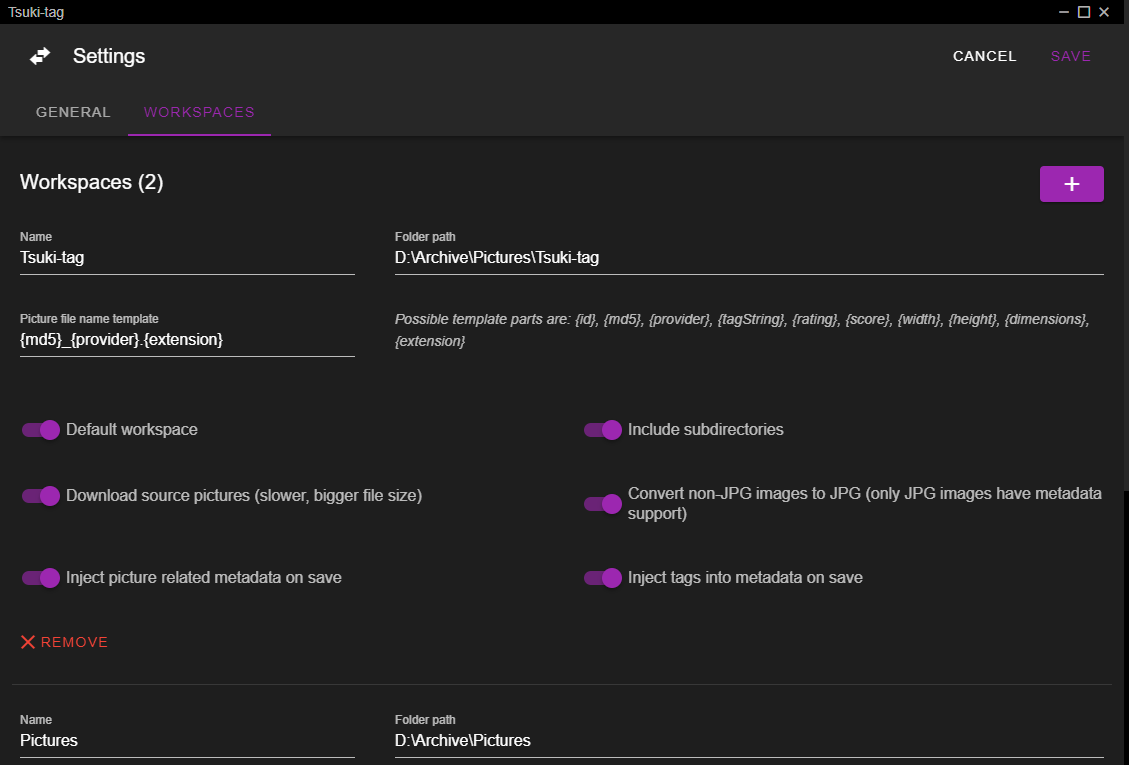 Tsuki-tag
Settings
CANCEL
SAVE
GENERAL
WORKSPACES
Workspaces (2)
+
Name
Tsuki-tag
Folder path
D:\Archive\Pictures\Tsuki-tag
Picture file name template
{md5}_{provider}.{extension}
Possible template parts are: {id}, {md5}, {provider}, {tagString}, {rating}, {score}, {width}, {height}, {dimensions},
{extension}
Default workspace
Include subdirectories
Download source pictures (slower, bigger file size)
Convert non-JPG images to JPG (only JPG images have metadata
support)
Inject picture related metadata on save
Inject tags into metadata on save
REMOVE
Name
Pictures
Folder path
D:\Archive\Pictures